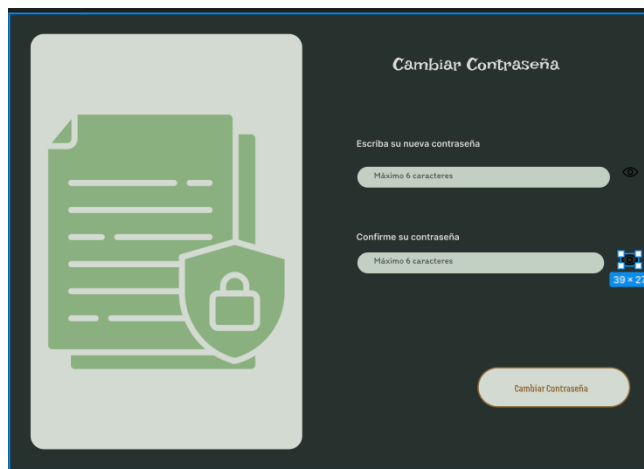 Cambiar Contraseña
Escriba su nueva contraseña
Máximo 6 caracteres
Confirme su contraseña
Máximo 6 caracteres
39 × 27
Cambiar Contraseña